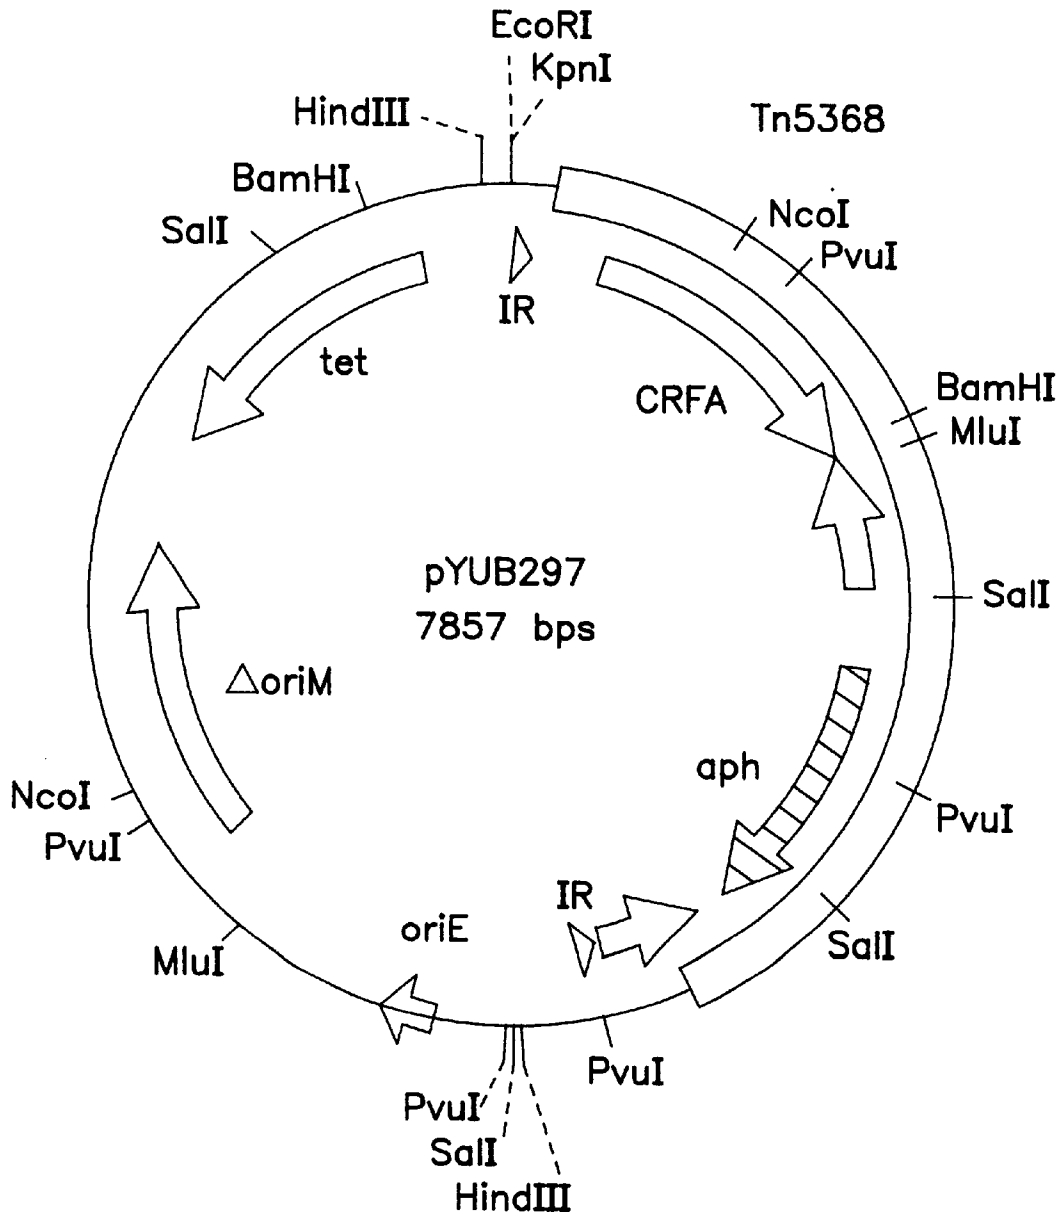 EcoRI
KpnI
HindIII
Tn5368
BamHI
NcoI
SalI
PvuI
IR
tet
CRFA
BamHI
MluI
pYUB297
7857 bps
SalI
△oriM
aph
NcoI
PvuI
PvuI
IR
oriE
SalI
MluI
PvuI
PvuI
SalI
HindIII